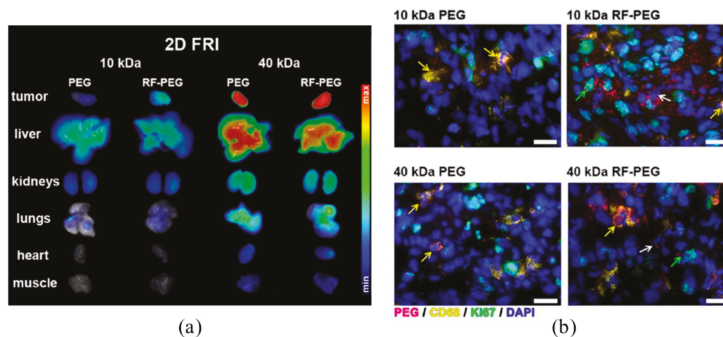 2D FRI
10 kDa 40 kDa
PEG RF-PEG PEG RF-PEG
tumor
liver
kidneys
lungs
heart
muscle
max
min
(a)
10 kDa PEG 10 kDa RF-PEG
40 kDa PEG 40 kDa RF-PEG
PEG / CD68 / KI67 / DAPI
(b)